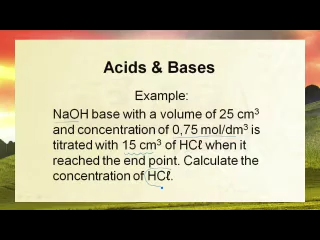 Acids & Bases
Example:
NaOH base with a volume of 25 cm³
and concentration of 0,75 mol/dm³ is
titrated with 15 cm³ of HCℓ when it
reached the end point. Calculate the
concentration of HCℓ.